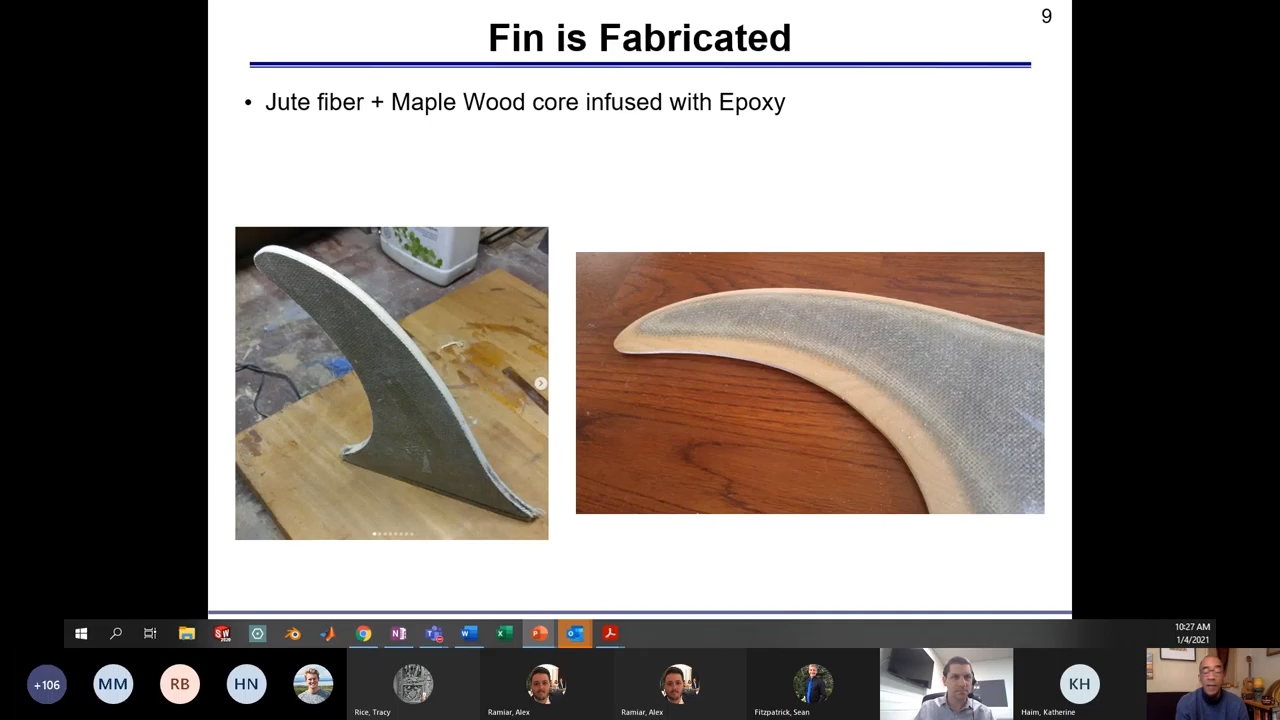 9
Fin is Fabricated
• Jute fiber + Maple Wood core infused with Epoxy
10:27 AM
1/4/2021
+106
MM
RB
HN
Rice, Tracy
Ramiar, Alex
Ramiar, Alex
Fitzpatrick, Sean
KH
Haim, Katherine